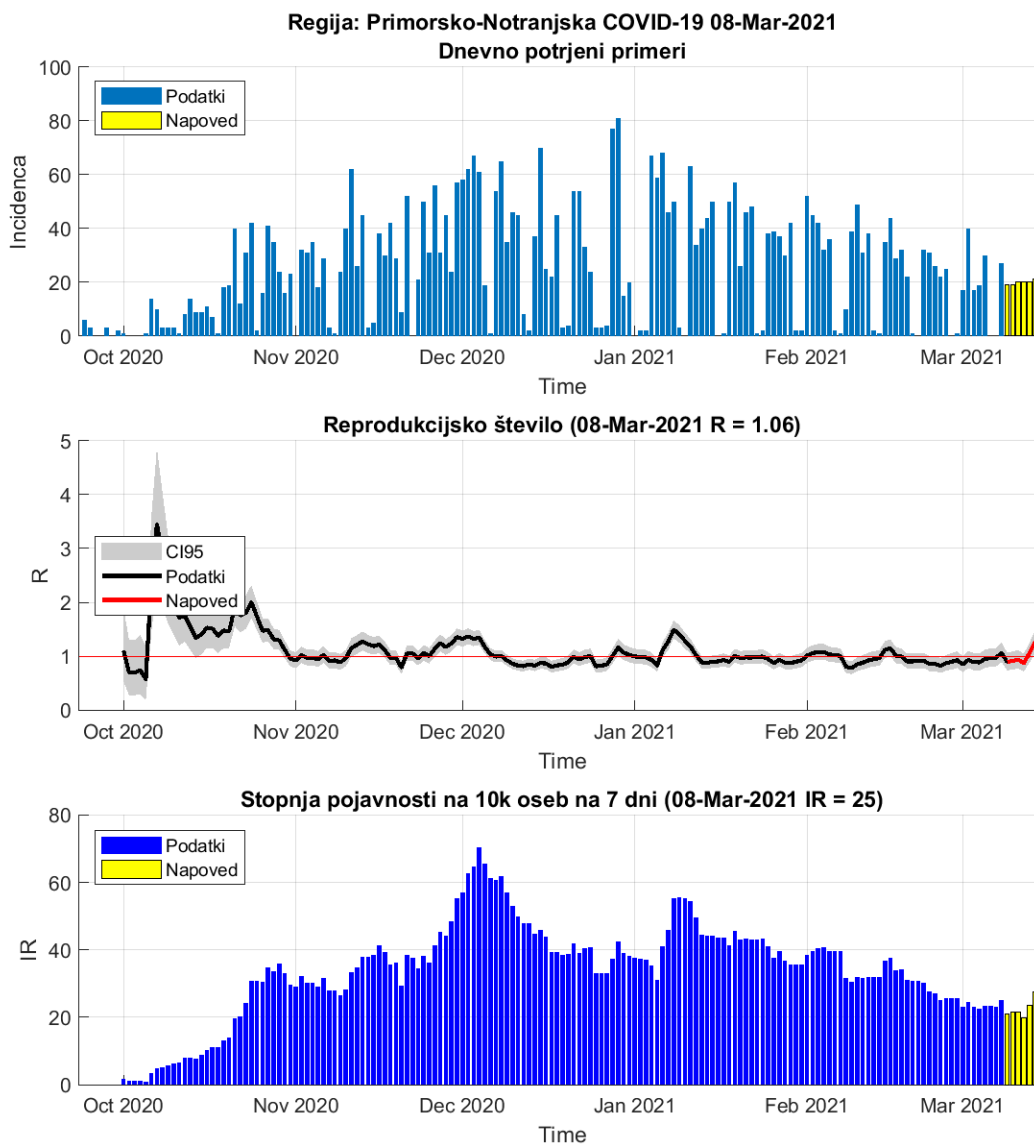 Regija: Primorsko-Notranjska COVID-19 08-Mar-2021
Dnevno potrjeni primeri
100
80
60
40
20
0
Incidenca
Podatki
Napoved
Oct 2020 Nov 2020 Dec 2020 Jan 2021 Feb 2021 Mar 2021
Time
Reprodukcijsko število (08-Mar-2021 R = 1.06)
5
4
3
2
1
0
R
CI95
Podatki
Napoved
Oct 2020 Nov 2020 Dec 2020 Jan 2021 Feb 2021 Mar 2021
Time
Stopnja pojavnosti na 10k oseb na 7 dni (08-Mar-2021 IR = 25)
80
60
40
20
0
IR
Podatki
Napoved
Oct 2020 Nov 2020 Dec 2020 Jan 2021 Feb 2021 Mar 2021
Time